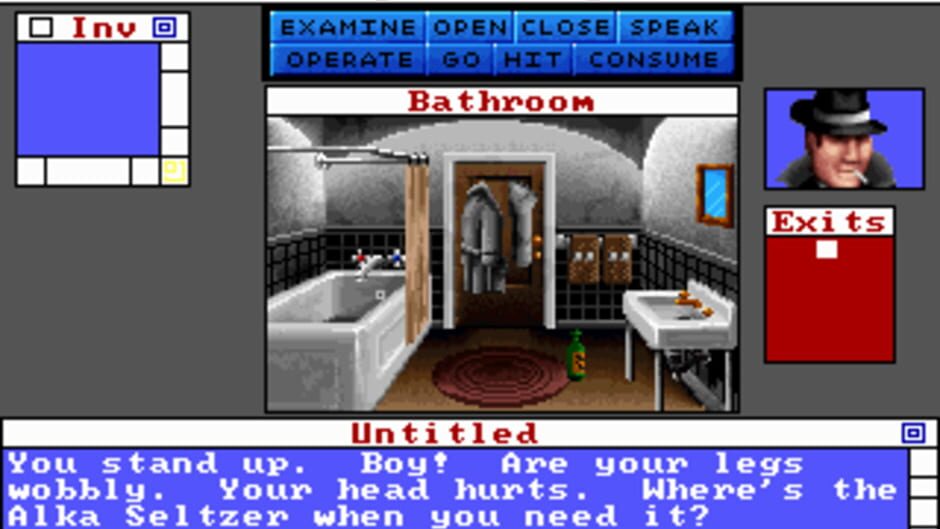 Inv
EXAMINE OPEN CLOSE SPEAK
OPERATE GO HIT CONSUME
Bathroom
Exits
Untitled
You stand up. Boy! Are your legs
wobbly. Your head hurts. Where's the
Alka Seltzer when you need it?